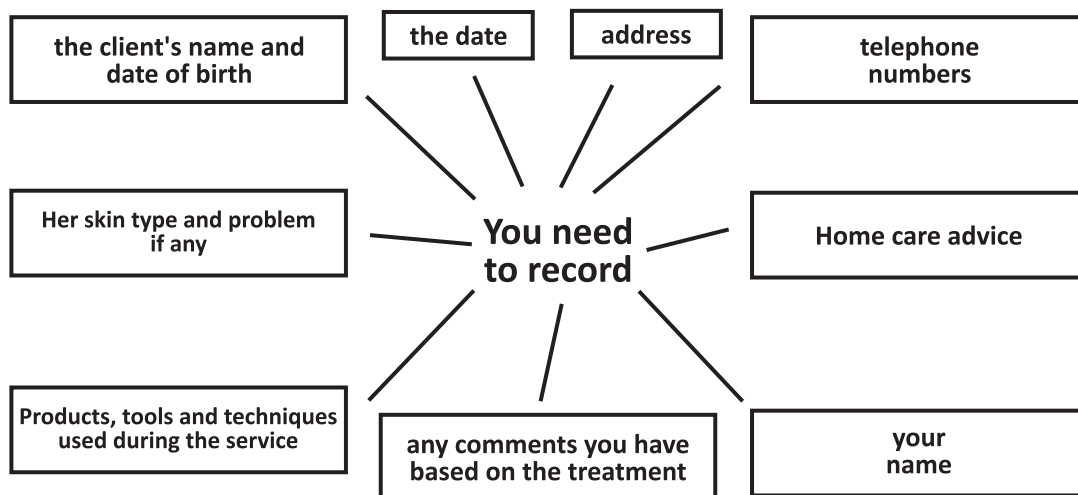 the client's name and
date of birth
the date
address
telephone
numbers
Her skin type and problem
if any
You need
to record
Home care advice
Products, tools and techniques
used during the service
any comments you have
based on the treatment
your
name